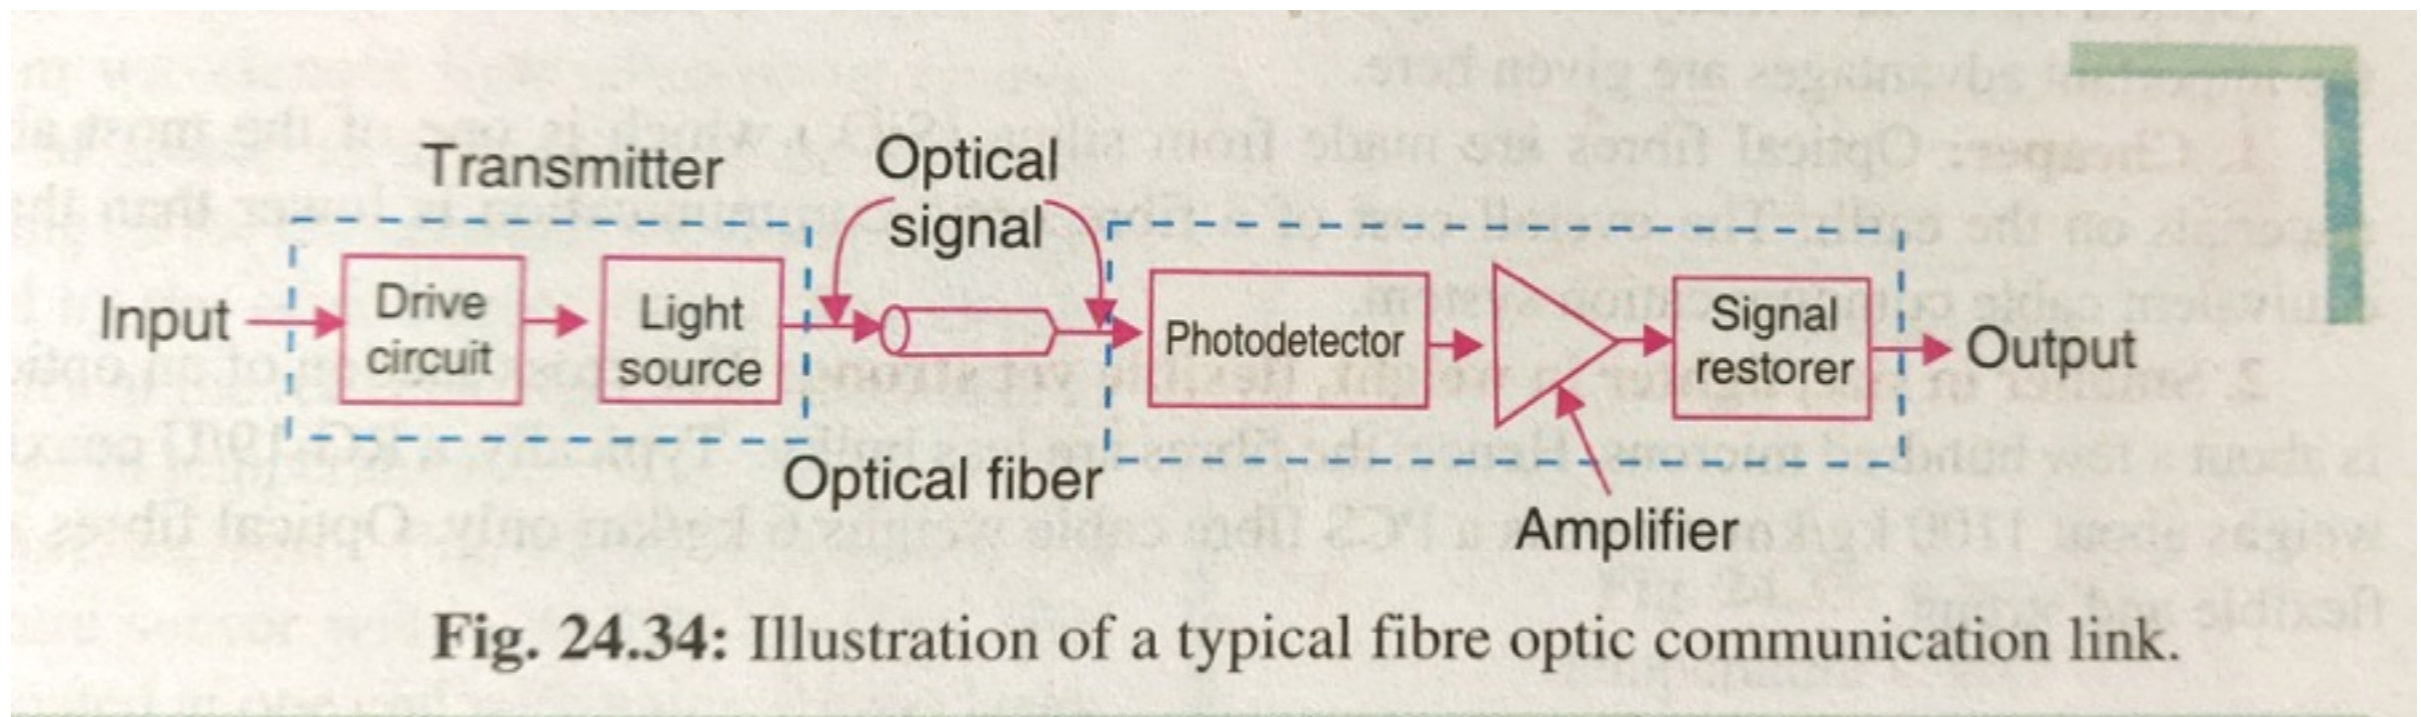 Transmitter
Optical
signal
Input
Drive
circuit
Light
source
Photodetector
Signal
restorer
Output
Optical fiber
Amplifier
Fig. 24.34: Illustration of a typical fibre optic communication link.